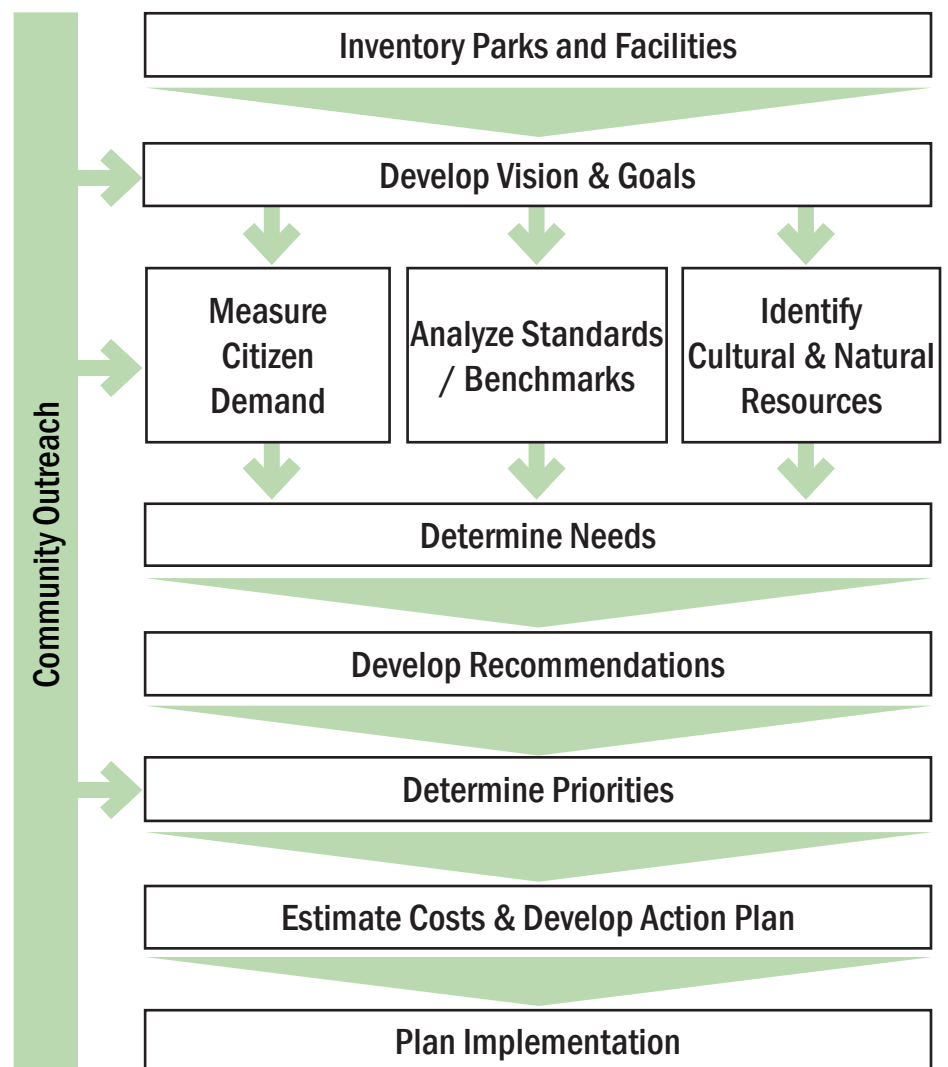 Community Outreach
Inventory Parks and Facilities
Develop Vision & Goals
Measure
Citizen
Demand
Analyze Standards
/ Benchmarks
Identify
Cultural & Natural
Resources
Determine Needs
Develop Recommendations
Determine Priorities
Estimate Costs & Develop Action Plan
Plan Implementation